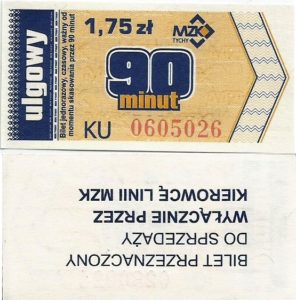 ulgowy
Bilet jednorazowy, czasowy, ważny od
momentu skasowania przez 90 minut
1,75 zł
MZK
TYCHY
90
minut
KU 0605026
BILET PRZEZNACZONY
DO SPRZEDAŻY
WYŁĄCZNIE PRZEZ
KIEROWCĘ LINII MZK